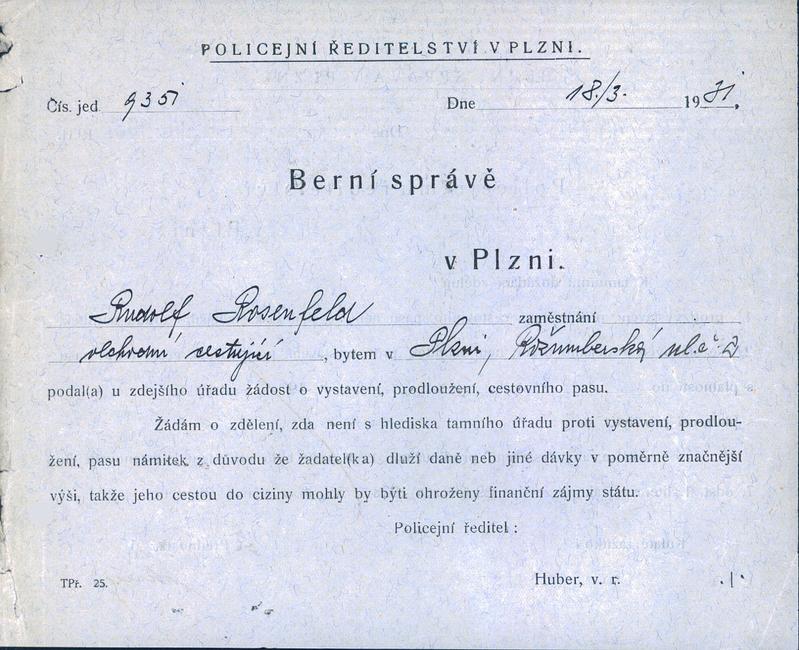 POLICEJNÍ ŘEDITELSTVÍ V PLZNI.
Čís. jed. 935 Dne 18./3. 1931.
Berní správě
v Plzni.
Rudolf Rosenfeld zaměstnání
obchodní cestující, bytem v Plzni, Rožumberská ul. č. 2
podal(a) u zdejšího úřadu žádost o vystavení, prodloužení, cestovního pasu.
Žádám o zdělení, zda není s hlediska tamního úřadu proti vystavení, prodlou-
žení, pasu námitek z důvodu že žadatel(ka) dluží daně neb jiné dávky v poměrně značnější
výši, takže jeho cestou do ciziny mohly by býti ohroženy finanční zájmy státu.
Policejní ředitel :
TPř. 25. Huber, v. r. ./.